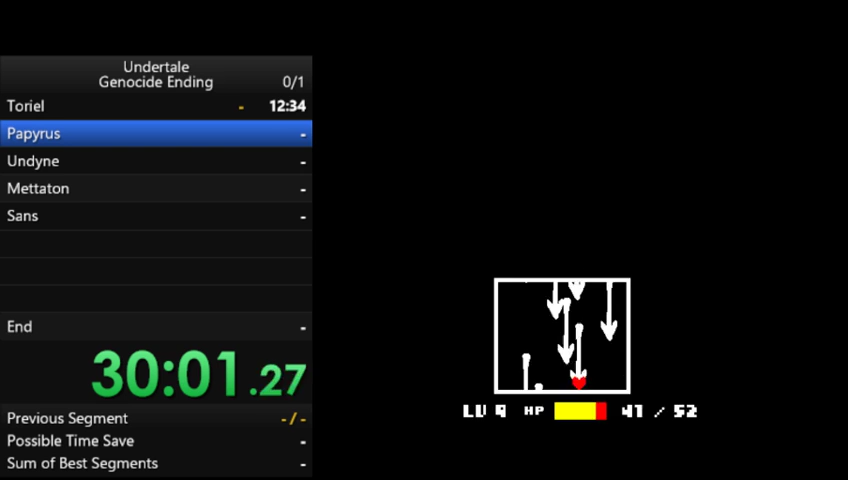 Undertale
Genocide Ending 0/1
Toriel - 12:34
Papyrus -
Undyne -
Mettaton -
Sans -
End -
30:01.27
Previous Segment -/-
Possible Time Save -
Sum of Best Segments -
LV 9 HP 41 / 52